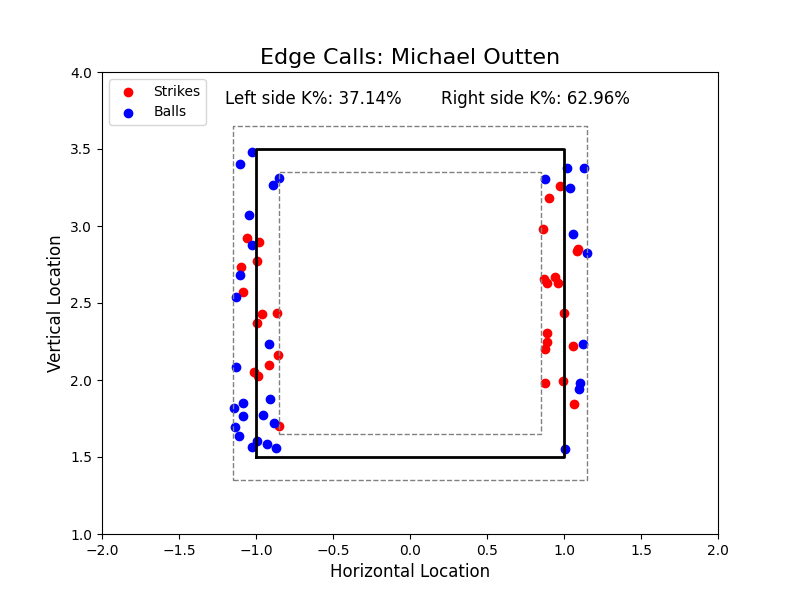 Edge Calls: Michael Outten
Strikes
Balls
Left side K%: 37.14%
Right side K%: 62.96%
4.0
3.5
3.0
2.5
2.0
1.5
1.0
Vertical Location
−2.0 −1.5 −1.0 −0.5 0.0 0.5 1.0 1.5 2.0
Horizontal Location